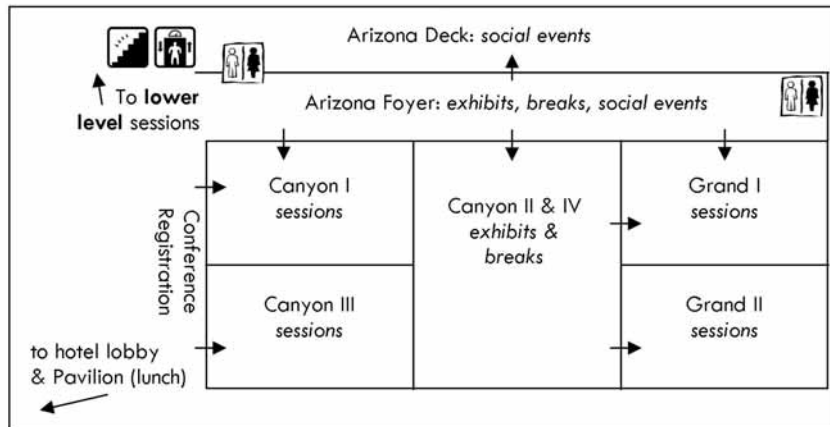 Arizona Deck: social events
To lower
level sessions
Arizona Foyer: exhibits, breaks, social events
Conference
Registration
Canyon I
sessions
Canyon II & IV
exhibits &
breaks
Grand I
sessions
Canyon III
sessions
Grand II
sessions
to hotel lobby
& Pavilion (lunch)